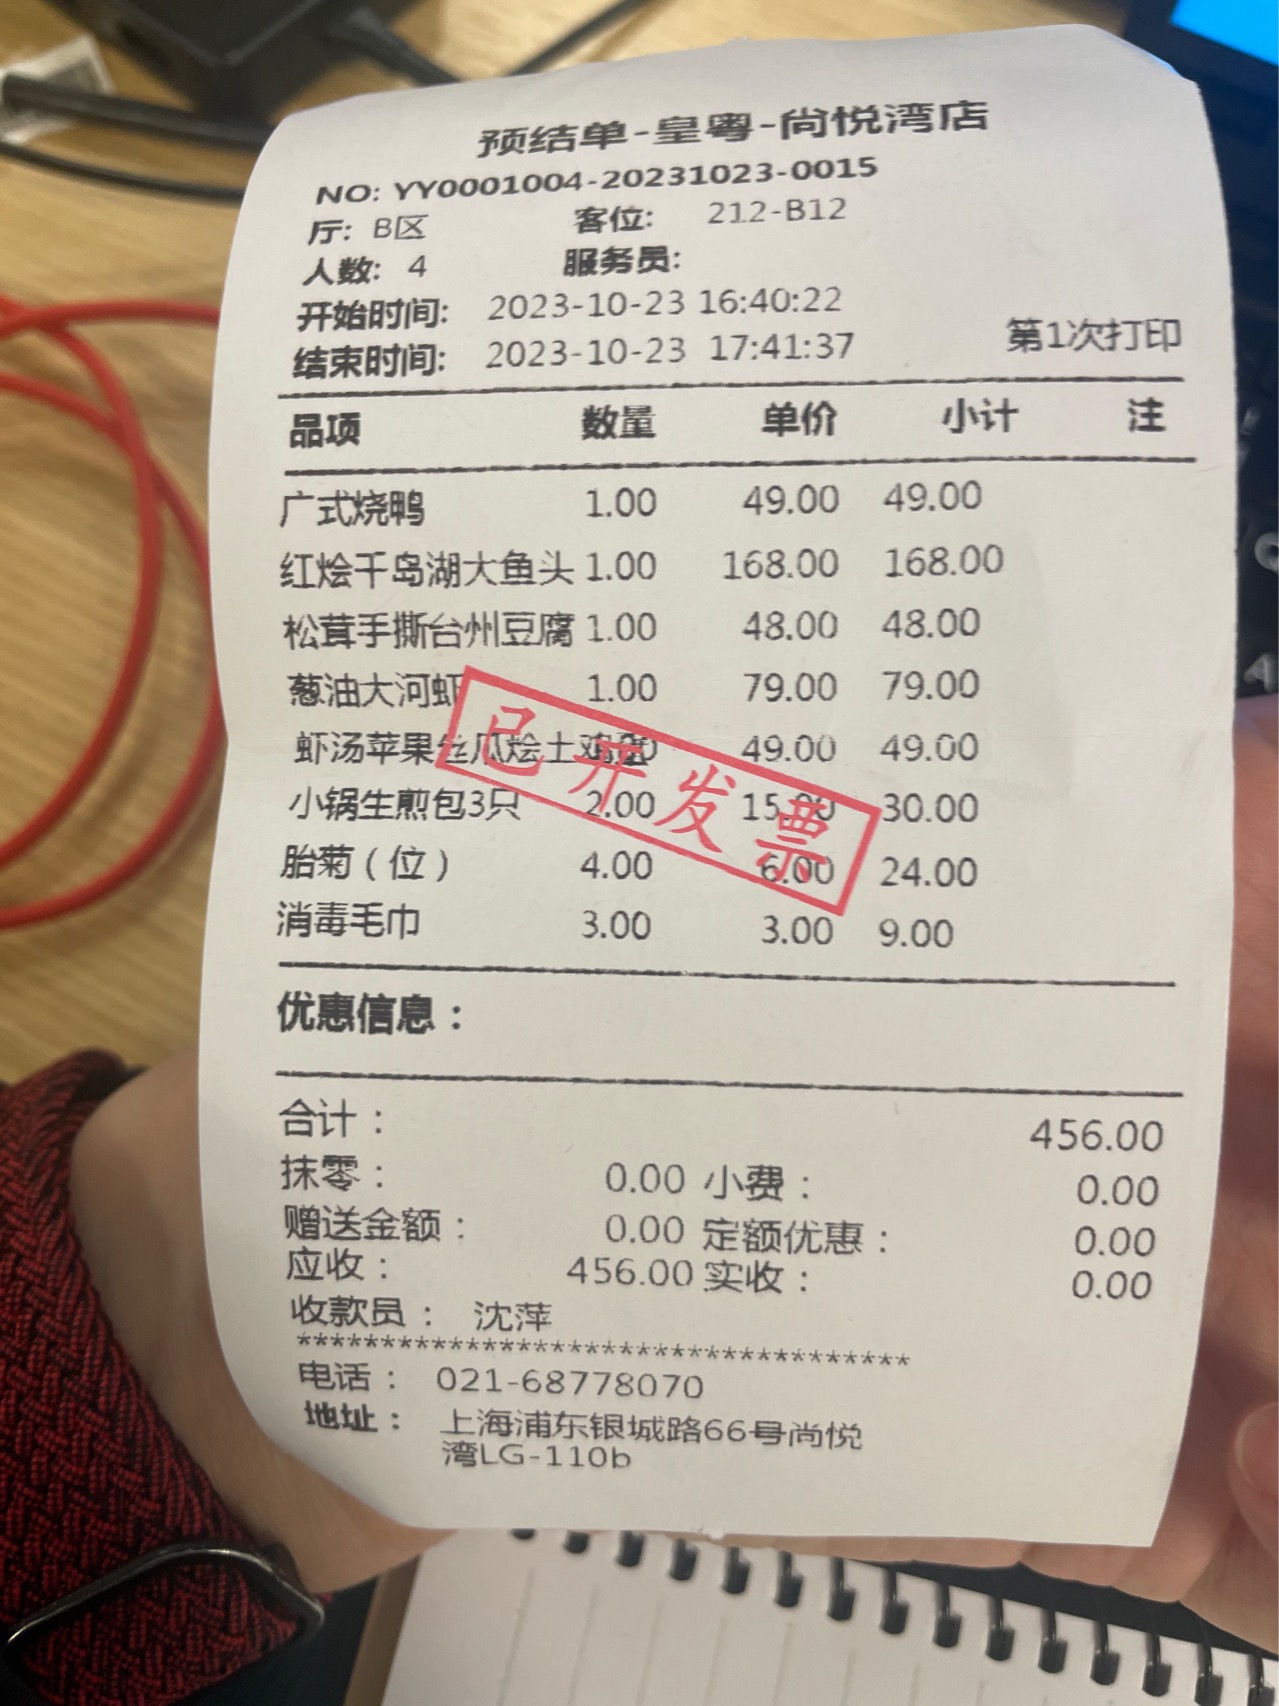 预结单-皇粤-尚悦湾店
NO: YY0001004-20231023-0015
厅: B区 客位: 212-B12
人数: 4 服务员:
开始时间: 2023-10-23 16:40:22
结束时间: 2023-10-23 17:41:37 第1次打印
品项 数量 单价 小计 注
广式烧鸭 1.00 49.00 49.00
红烩千岛湖大鱼头 1.00 168.00 168.00
松茸手撕台州豆腐 1.00 48.00 48.00
葱油大河虾 1.00 79.00 79.00
虾汤苹果丝瓜烩土鸡 49.00 49.00
小锅生煎包3只 2.00 15.00 30.00
胎菊(位) 4.00 6.00 24.00
消毒毛巾 3.00 3.00 9.00
已开发票
优惠信息:
合计: 456.00
抹零: 0.00 小费: 0.00
赠送金额: 0.00 定额优惠: 0.00
应收: 456.00 实收: 0.00
收款员: 沈萍
************************************
电话: 021-68778070
地址: 上海浦东银城路66号尚悦
湾LG-110b